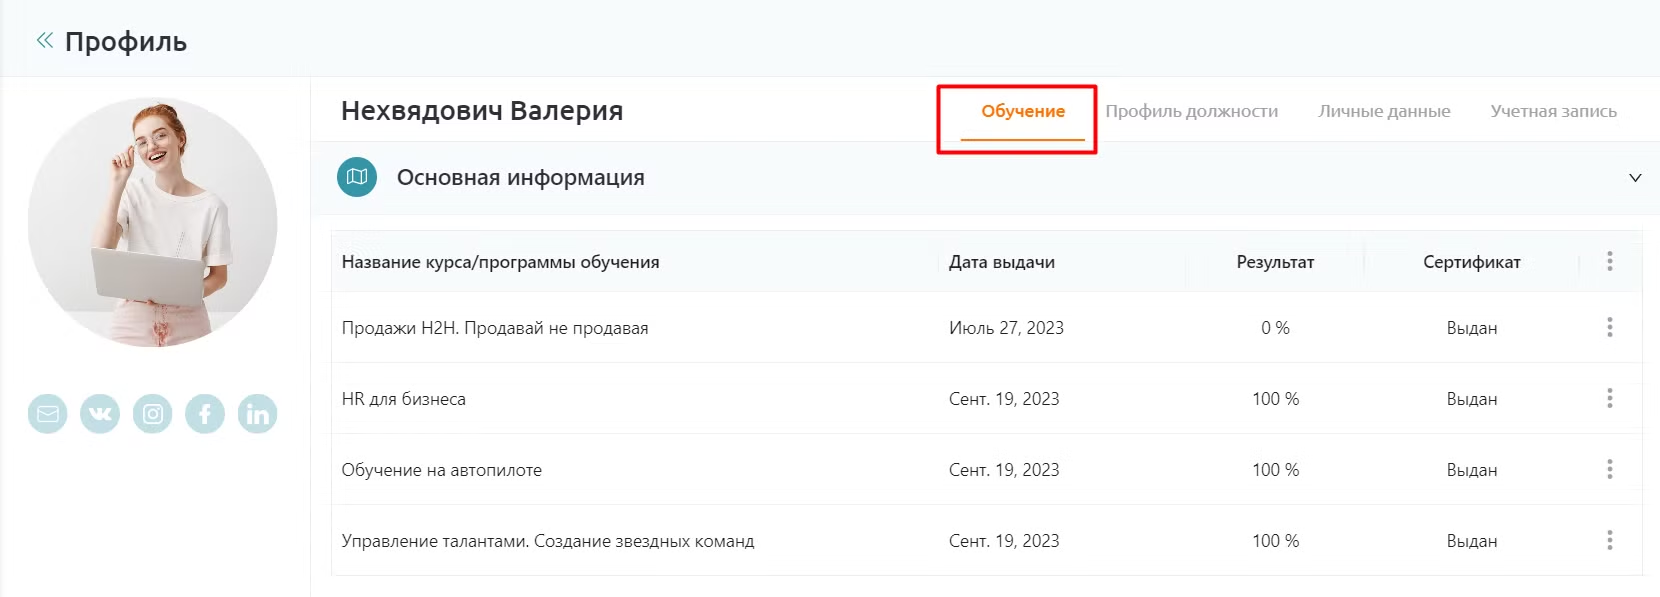 Профиль
Нехвядович Валерия
Обучение Профиль должности Личные данные Учетная запись
Основная информация
Название курса/программы обучения Дата выдачи Результат Сертификат
Продажи H2H. Продавай не продавая Июль 27, 2023 0 % Выдан
HR для бизнеса Сент. 19, 2023 100 % Выдан
Обучение на автопилоте Сент. 19, 2023 100 % Выдан
Управление талантами. Создание звездных команд Сент. 19, 2023 100 % Выдан